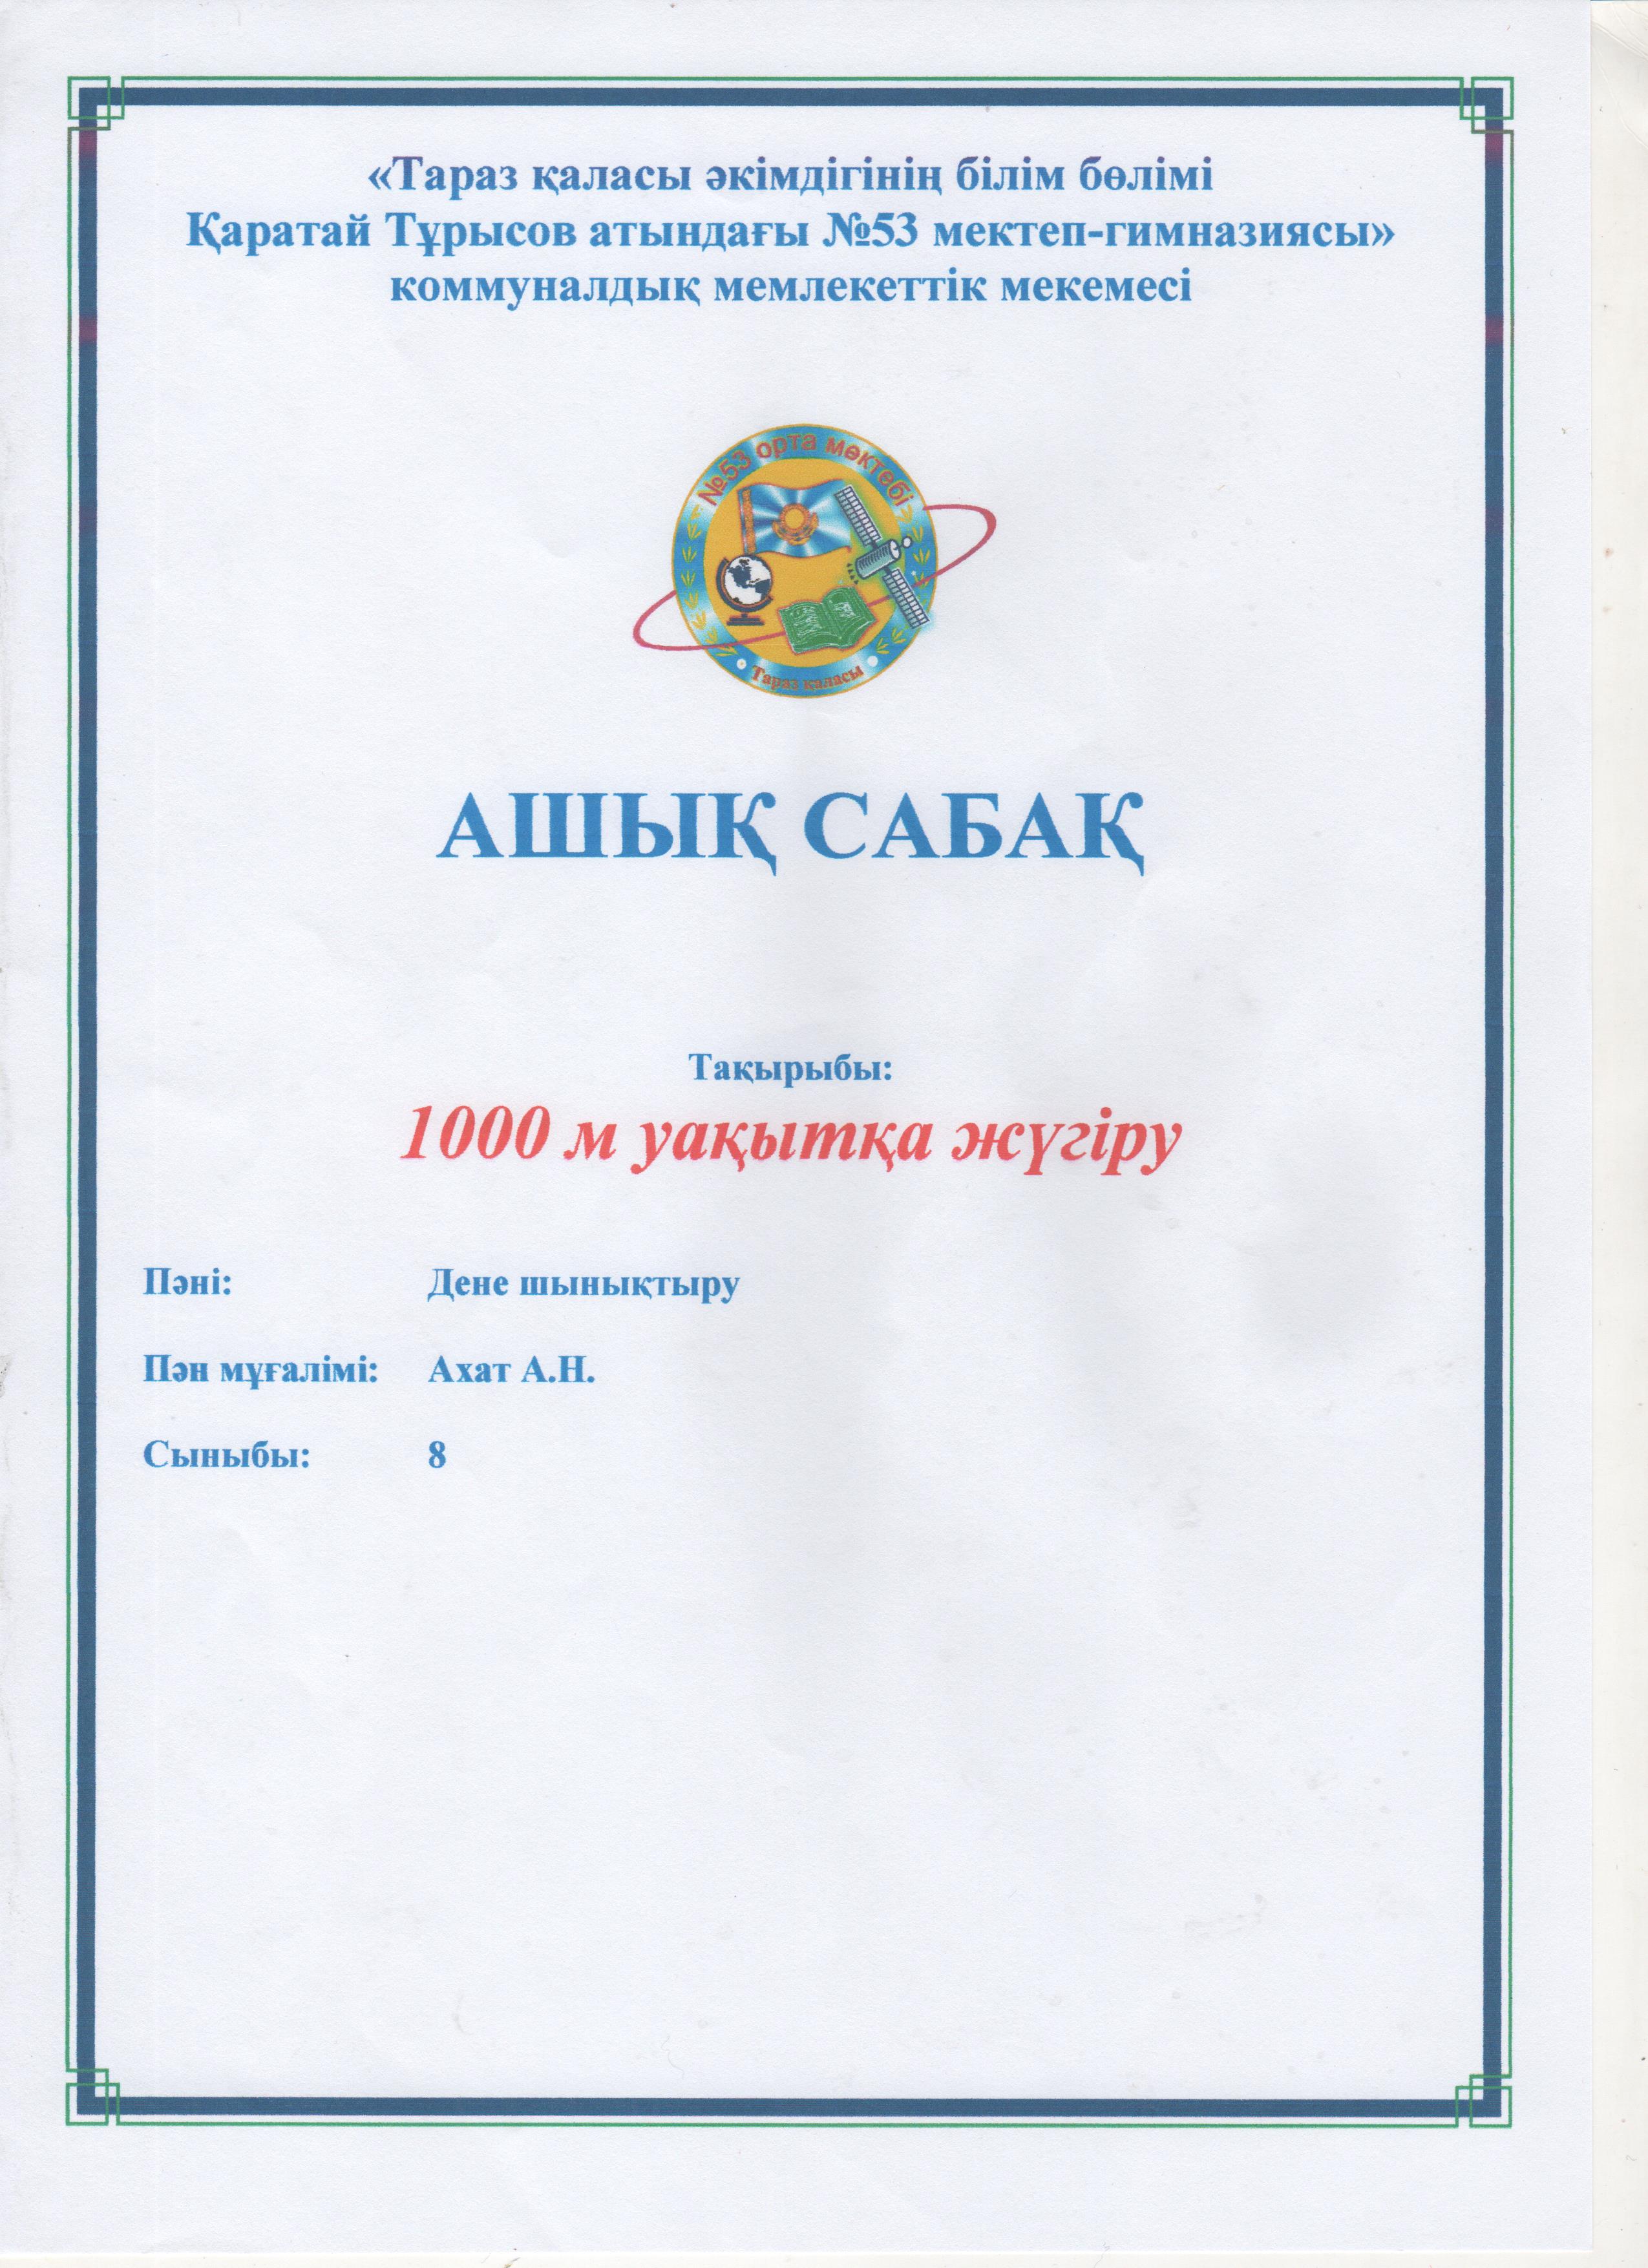 «Тараз қаласы әкімдігінің білім бөлімі
Қаратай Тұрысов атындағы №53 мектеп-гимназиясы»
коммуналдық мемлекеттік мекемесі
№53 орта мөктөбі
Тараз қаласы
АШЫҚ САБАҚ
Тақырыбы:
1000 м уақытқа жүгіру
Пәні: Дене шынықтыру
Пән мұғалімі: Ахат А.Н.
Сыныбы: 8